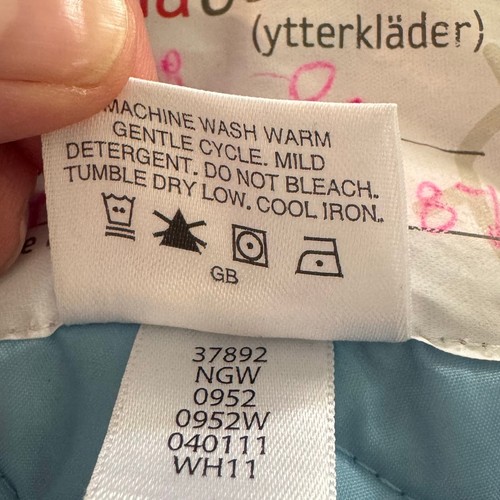 (ytterkläder)
MACHINE WASH WARM
GENTLE CYCLE. MILD
DETERGENT. DO NOT BLEACH.
TUMBLE DRY LOW. COOL IRON.
GB
87
37892
NGW
0952
0952W
040111
WH11